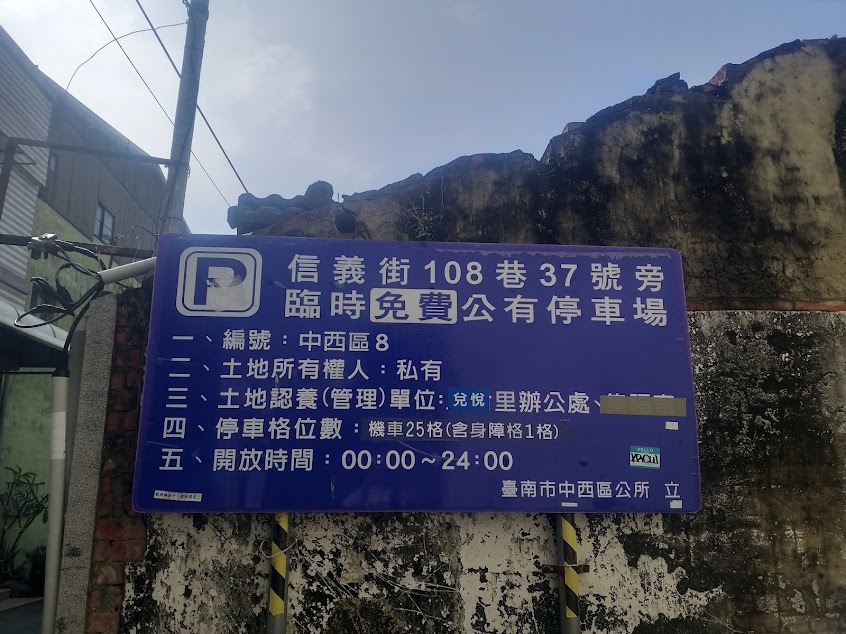 P 信義街108巷37號旁
臨時免費公有停車場
一、編號：中西區8
二、土地所有權人：私有
三、土地認養(管理)單位：兌悅里辦公處、
四、停車格位數：機車25格(含身障格1格)
五、開放時間：00:00～24:00
HELLO
臺南市中西區公所 立